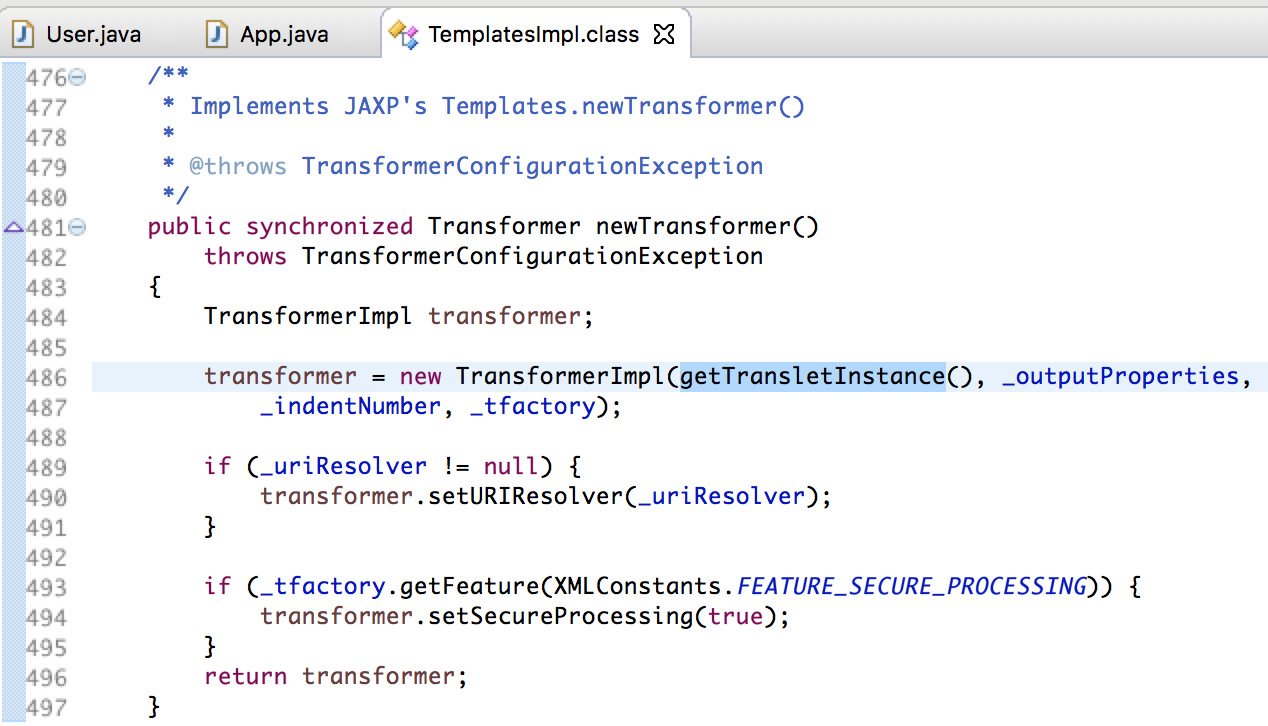 User.java App.java TemplatesImpl.class
476 /**
477 * Implements JAXP's Templates.newTransformer()
478 *
479 * @throws TransformerConfigurationException
480 */
481 public synchronized Transformer newTransformer()
482 throws TransformerConfigurationException
483 {
484 TransformerImpl transformer;
485
486 transformer = new TransformerImpl(getTransletInstance(), _outputProperties,
487 _indentNumber, _tfactory);
488
489 if (_uriResolver != null) {
490 transformer.setURIResolver(_uriResolver);
491 }
492
493 if (_tfactory.getFeature(XMLConstants.FEATURE_SECURE_PROCESSING)) {
494 transformer.setSecureProcessing(true);
495 }
496 return transformer;
497 }